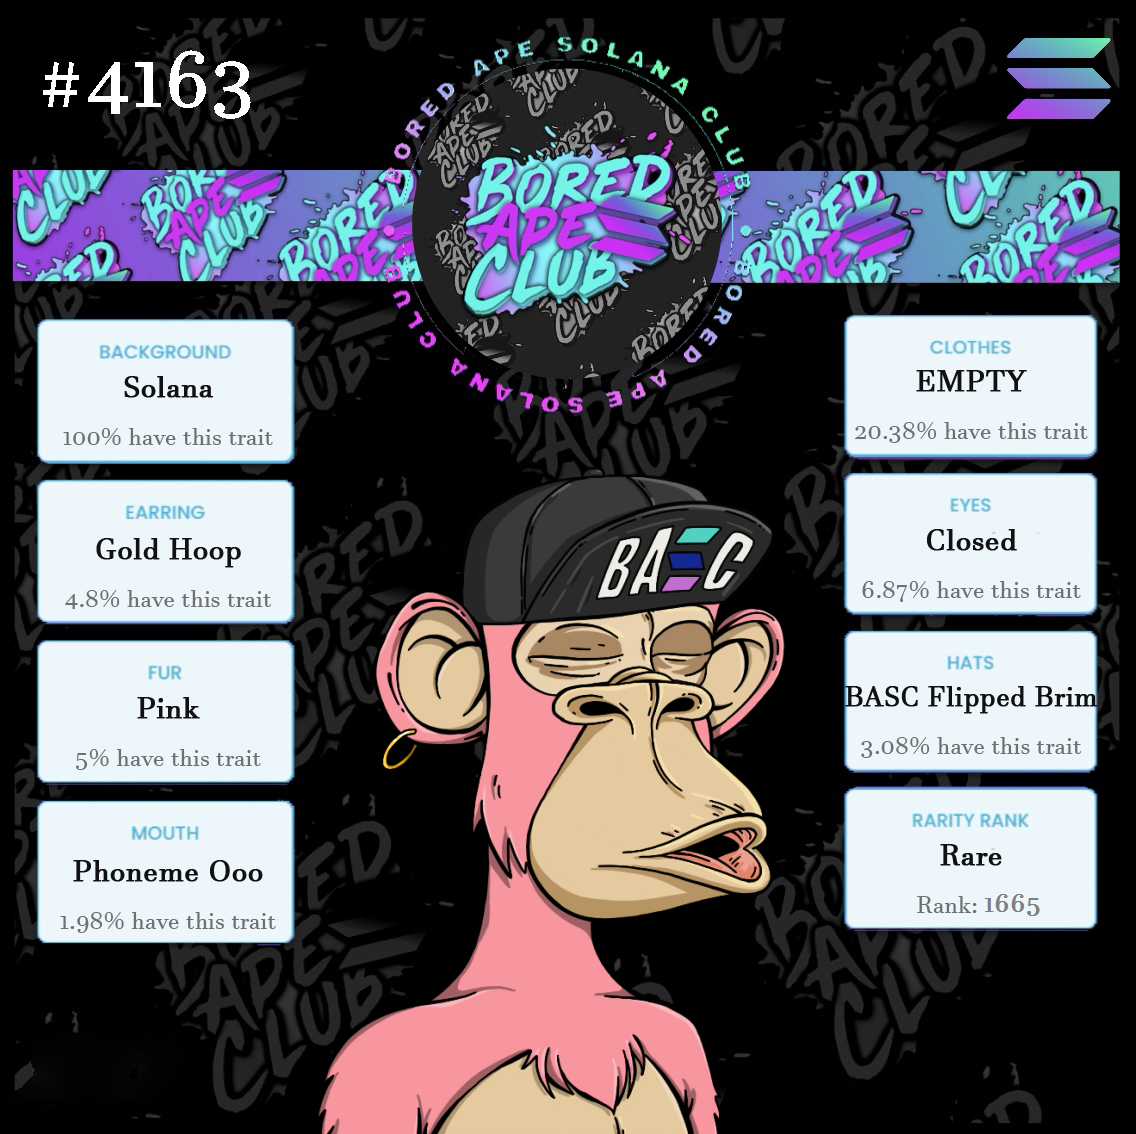 #4163
BORED APE SOLANA CLUB
BORED APE SOLANA CLUB
BORED
APE
CLUB
BACKGROUND
Solana
100% have this trait
EARRING
Gold Hoop
4.8% have this trait
FUR
Pink
5% have this trait
MOUTH
Phoneme Ooo
1.98% have this trait
CLOTHES
EMPTY
20.38% have this trait
EYES
Closed
6.87% have this trait
HATS
BASC Flipped Brim
3.08% have this trait
RARITY RANK
Rare
Rank: 1665
BASC